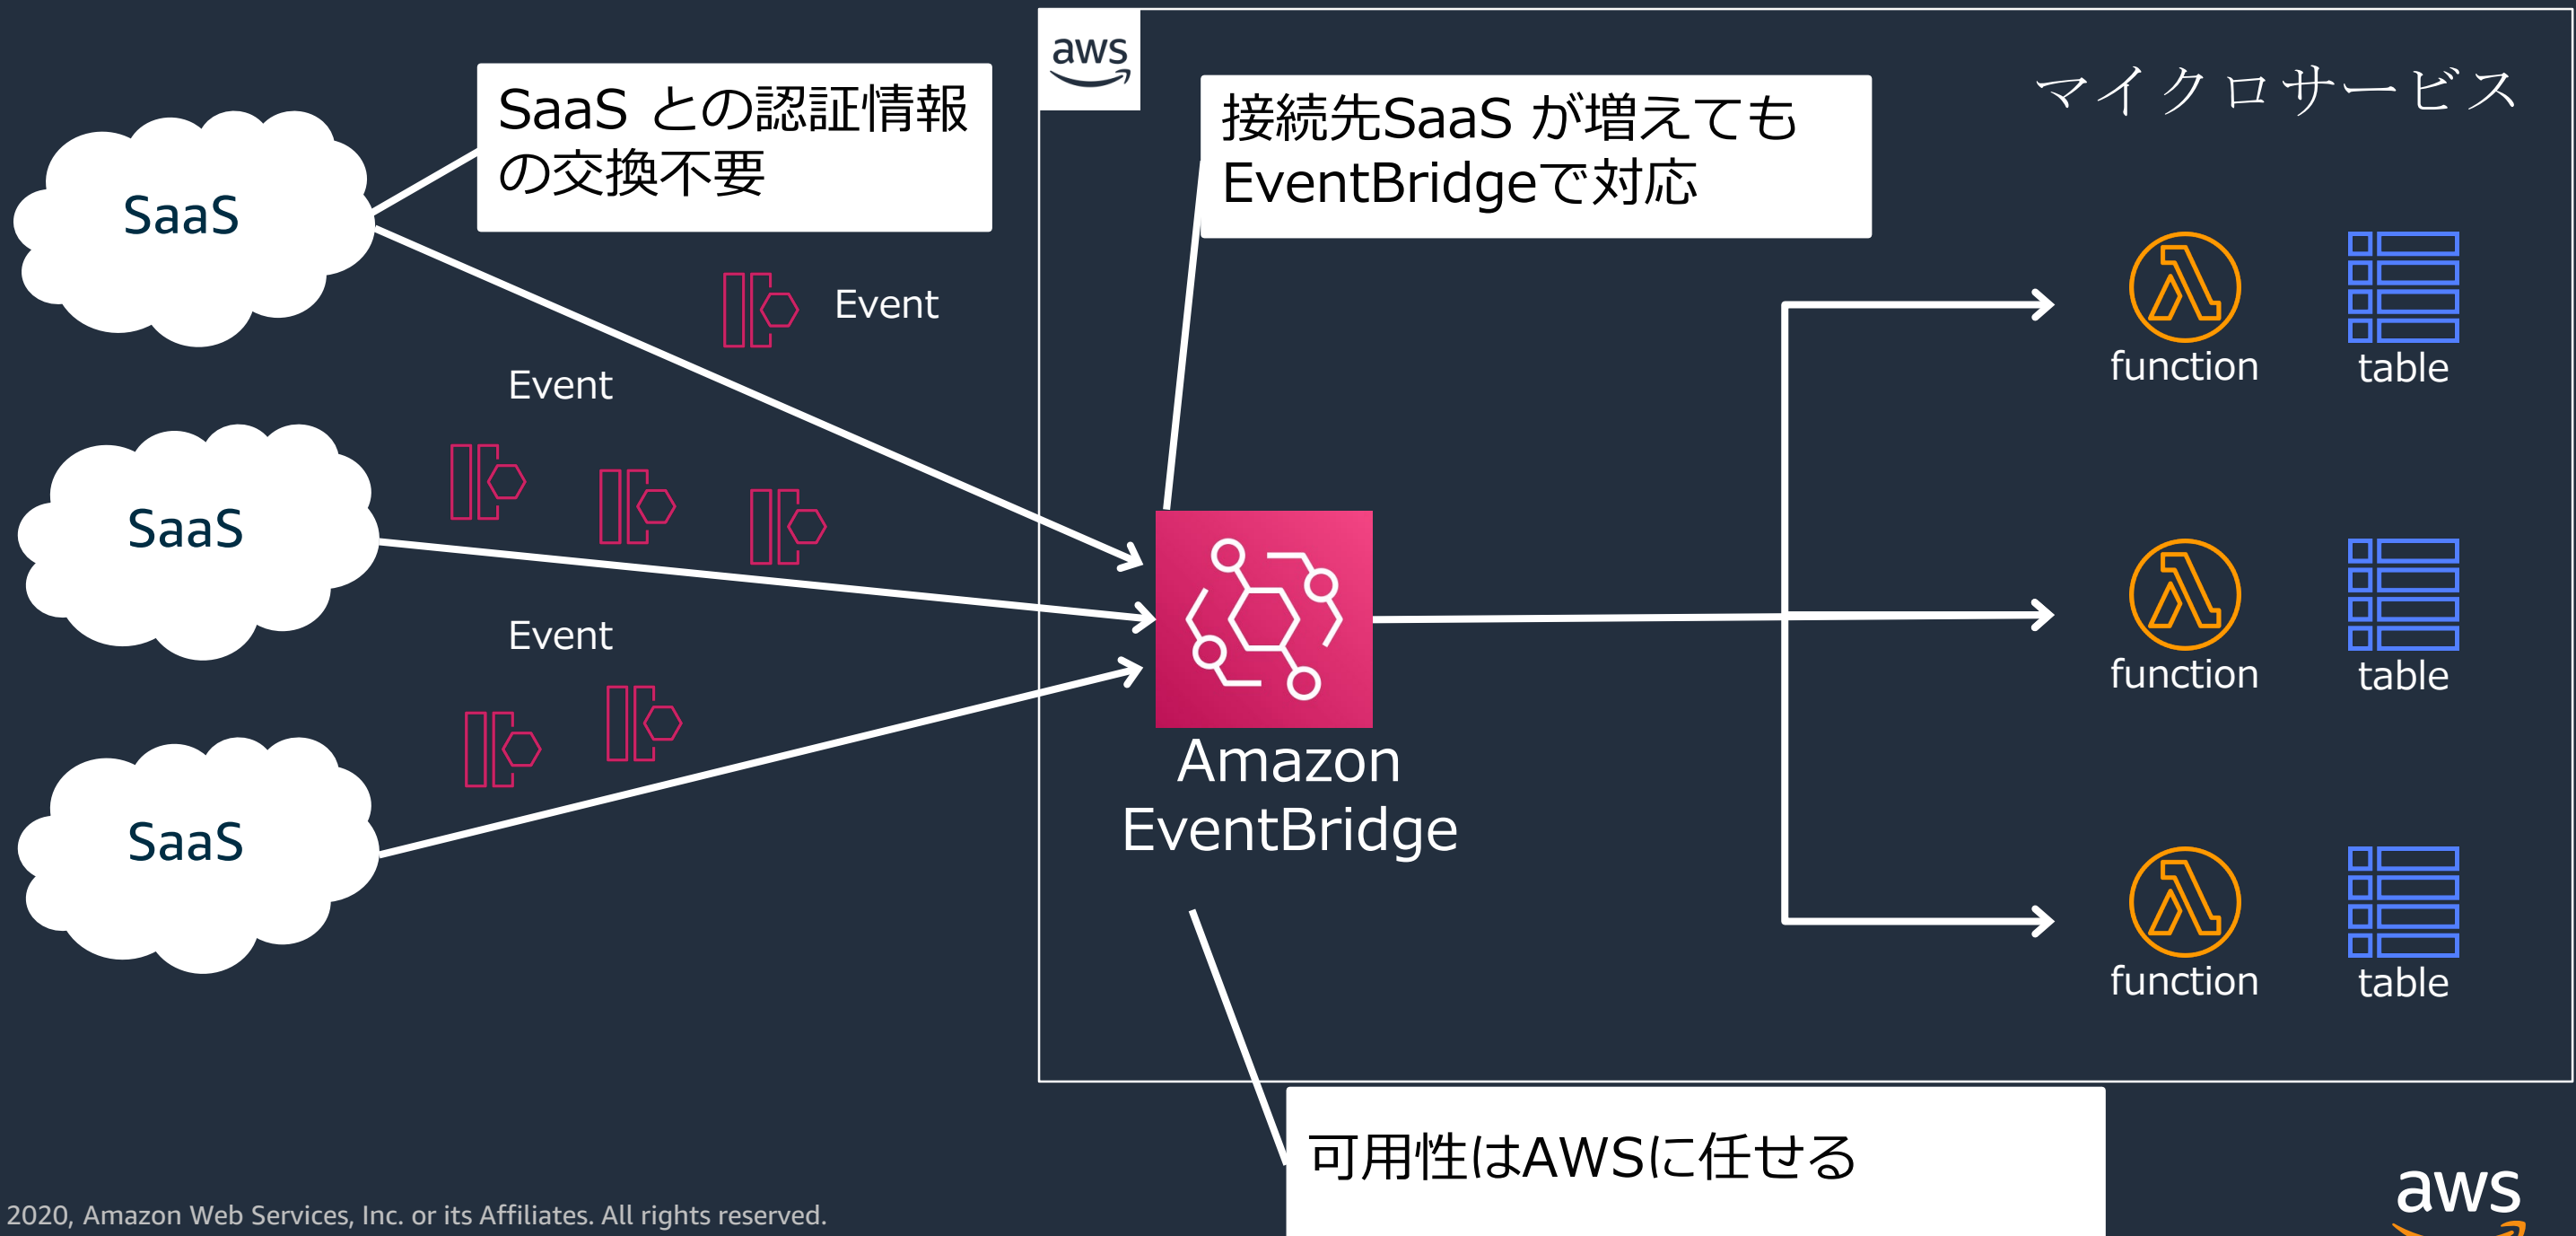 aws
マイクロサービス
SaaS との認証情報
の交換不要
接続先SaaS が増えても
EventBridgeで対応
SaaS
Event
Event
function
table
SaaS
Event
function
table
Amazon
EventBridge
SaaS
function
table
可用性はAWSに任せる
aws
2020, Amazon Web Services, Inc. or its Affiliates. All rights reserved.